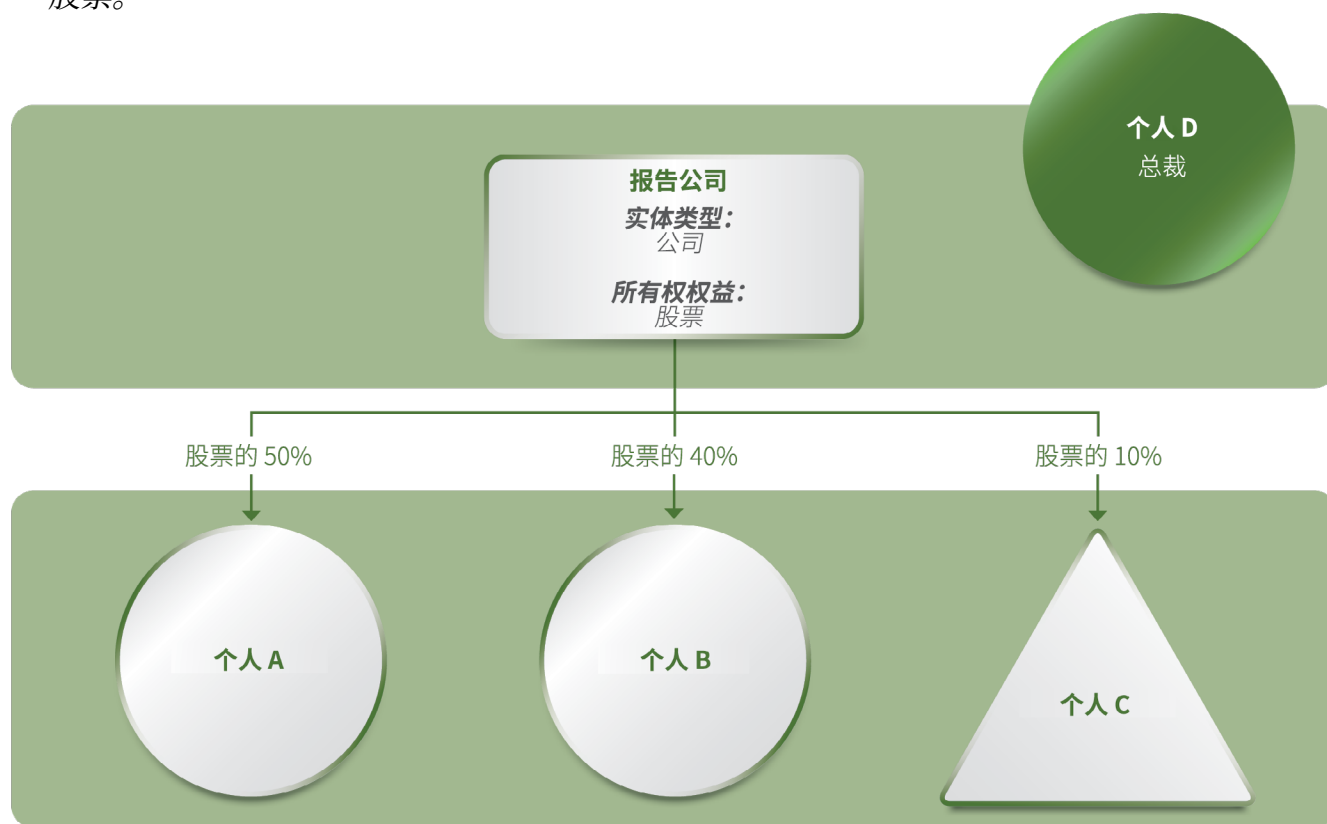 股票。
个人 D
总裁
报告公司
实体类型：
公司
所有权权益：
股票
股票的 50%
股票的 40%
股票的 10%
个人 A
个人 B
个人 C